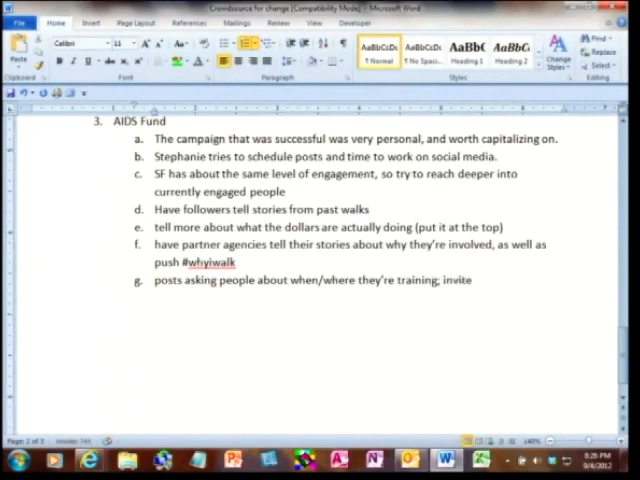 Crowdsource for change [Compatibility Mode] - Microsoft Word
File Home Insert Page Layout References Mailings Review View Developer
Calibri 11 Aa
AaBbCcDc AaBbCcDc AaBbC AaBbCc
Paste
B I U
¶ Normal ¶ No Spaci... Heading 1 Heading 2
Change Styles
Find
Replace
Select
Clipboard Font Paragraph Styles Editing
3. AIDS Fund
a. The campaign that was successful was very personal, and worth capitalizing on.
b. Stephanie tries to schedule posts and time to work on social media.
c. SF has about the same level of engagement, so try to reach deeper into
currently engaged people
d. Have followers tell stories from past walks
e. tell more about what the dollars are actually doing (put it at the top)
f. have partner agencies tell their stories about why they're involved, as well as
push #whyiwalk
g. posts asking people about when/where they're training; invite
Page: 2 of 5 Words: 140%
8:26 PM
9/4/2012